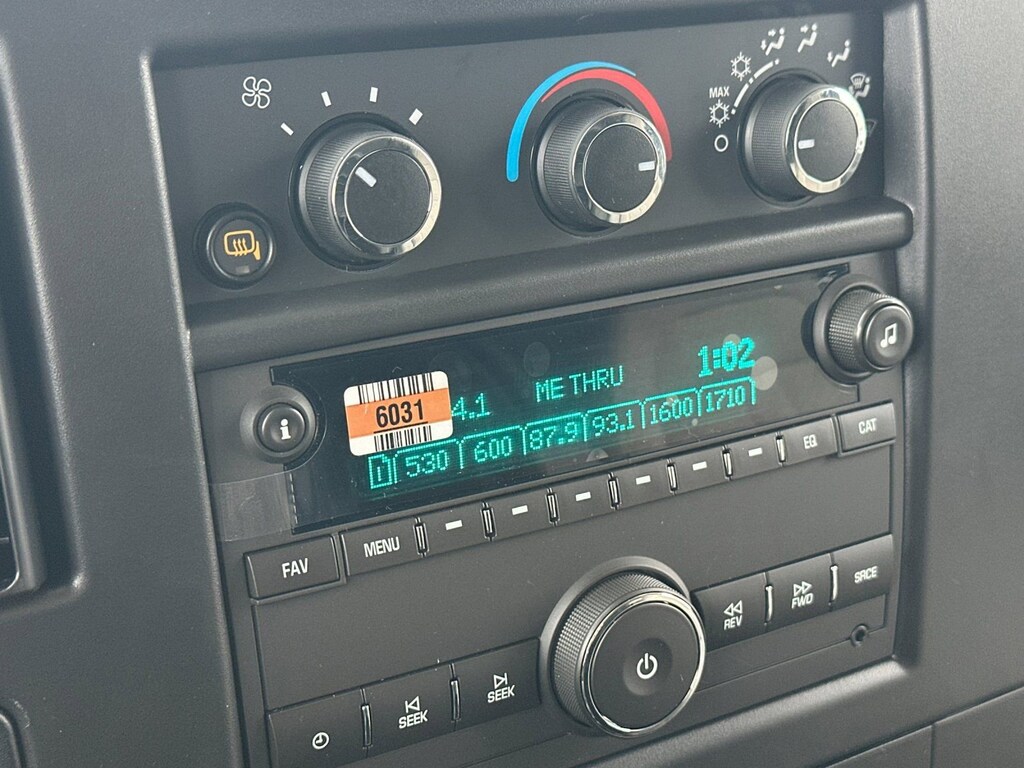 MAX
6031
4.1 ME THRU 1:02
1 530 600 87.9 93.1 1600 1710
i
FAV MENU EQ CAT
REV FWD SRCE
SEEK SEEK